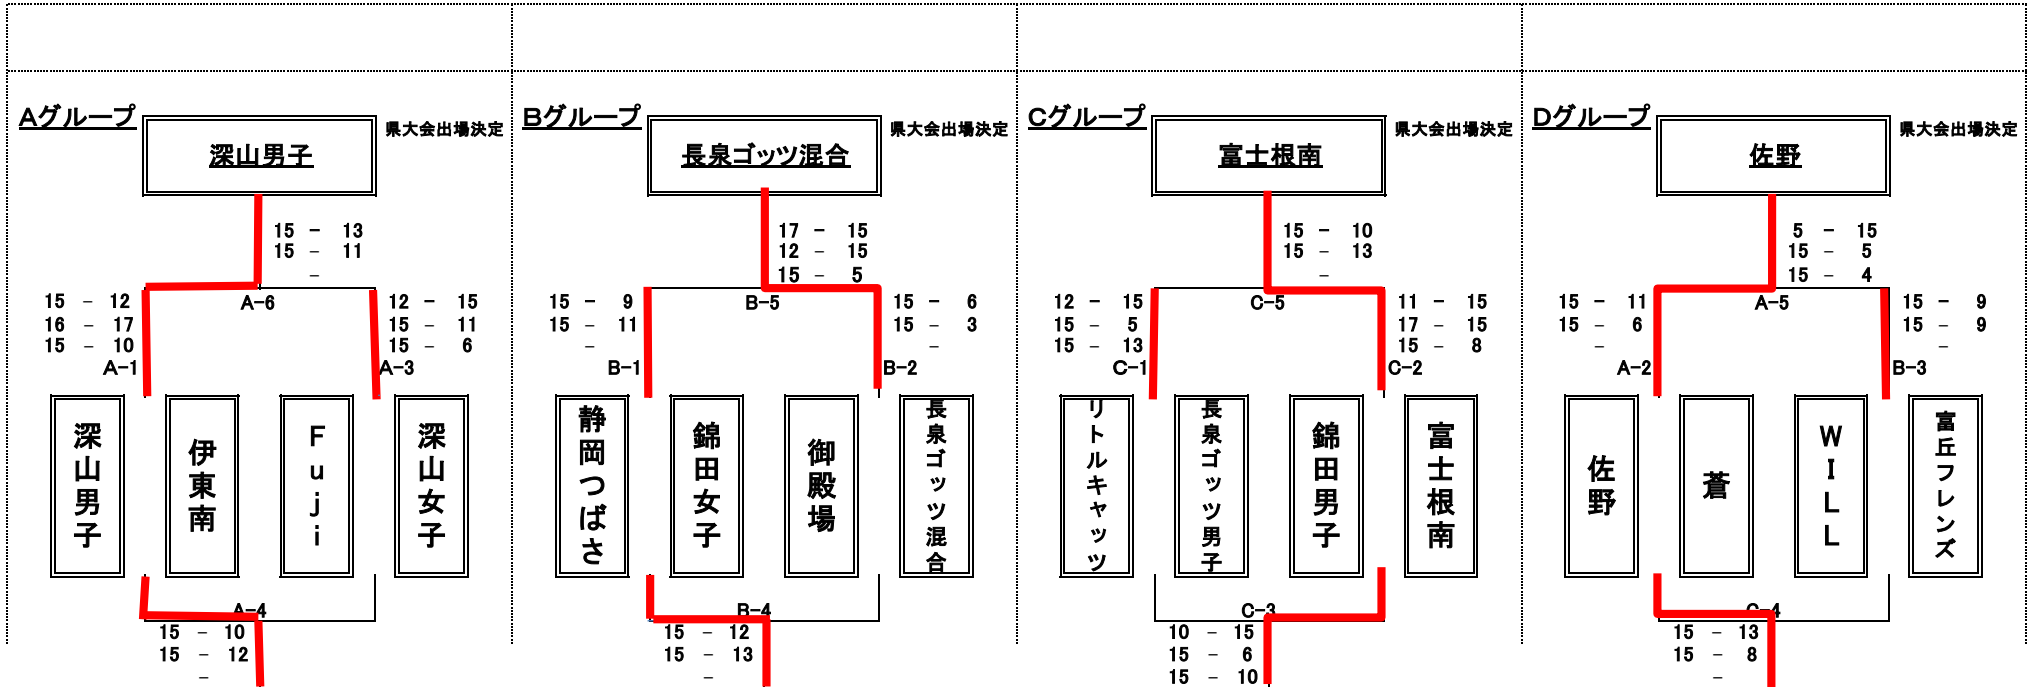 Aグループ
深山男子
県大会出場決定
15 - 13
15 - 11
-
A-6
15 - 12
16 - 17
15 - 10
A-1
12 - 15
15 - 11
15 - 6
A-3
深山男子
伊東南
Fuji
深山女子
A-4
15 - 10
15 - 12
-
Bグループ
長泉ゴッツ混合
県大会出場決定
17 - 15
12 - 15
15 - 5
B-5
15 - 9
15 - 11
-
B-1
15 - 6
15 - 3
-
B-2
静岡つばさ
錦田女子
御殿場
長泉ゴッツ混合
B-4
15 - 12
15 - 13
-
Cグループ
富士根南
県大会出場決定
15 - 10
15 - 13
-
C-5
12 - 15
15 - 5
15 - 13
C-1
11 - 15
17 - 15
15 - 8
C-2
リトルキャッツ
長泉ゴッツ男子
錦田男子
富士根南
C-3
10 - 15
15 - 6
15 - 10
Dグループ
佐野
県大会出場決定
5 - 15
15 - 5
15 - 4
A-5
15 - 11
15 - 6
-
A-2
15 - 9
15 - 9
-
B-3
佐野
蒼
WILL
富丘フレンズ
C-4
15 - 13
15 - 8
-